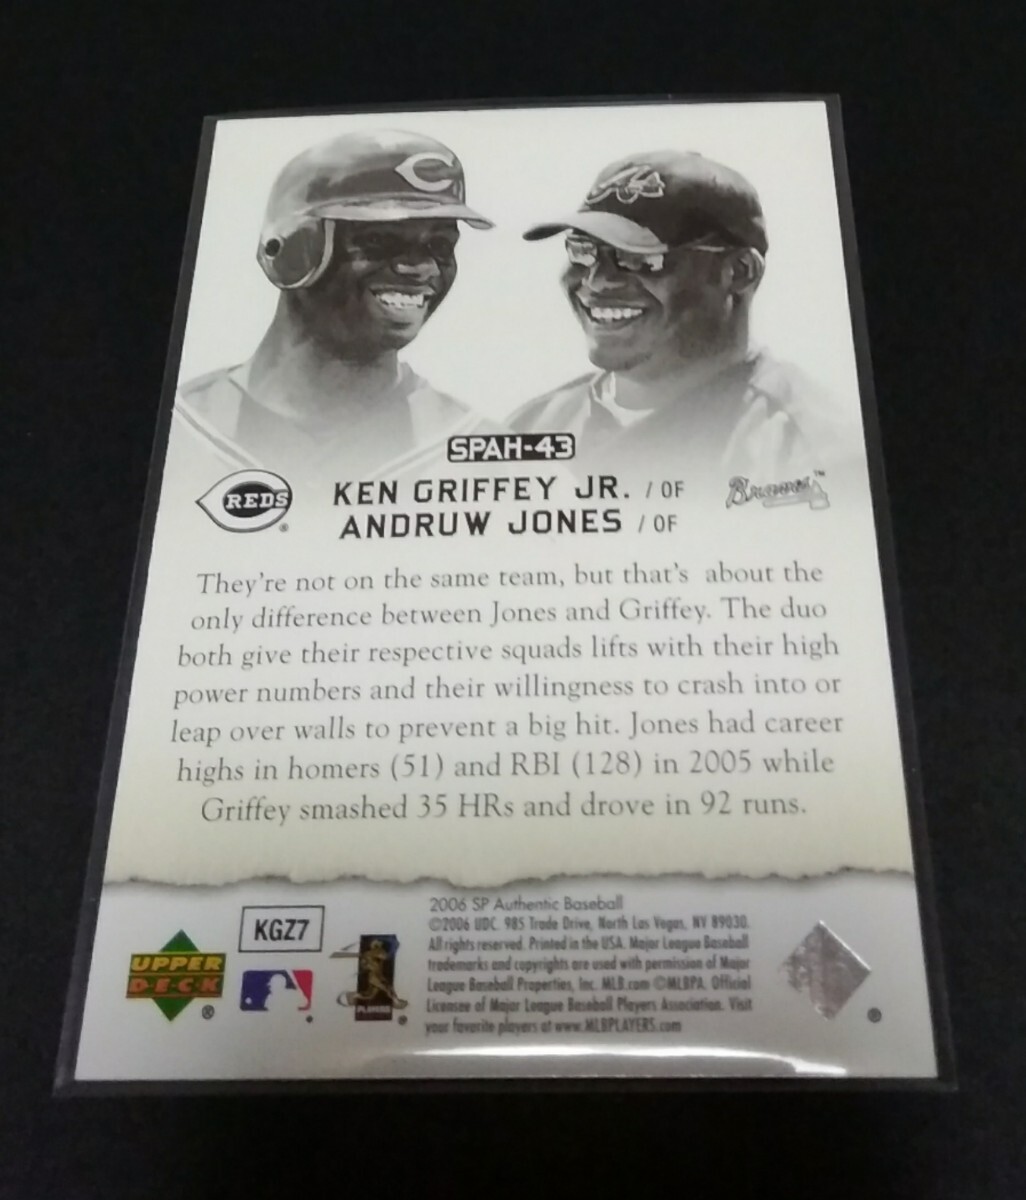 C
SPAH-43
REDS
®
KEN GRIFFEY JR. / OF
ANDRUW JONES / OF
Braves™
They're not on the same team, but that's about the
only difference between Jones and Griffey. The duo
both give their respective squads lifts with their high
power numbers and their willingness to crash into or
leap over walls to prevent a big hit. Jones had career
highs in homers (51) and RBI (128) in 2005 while
Griffey smashed 35 HRs and drove in 92 runs.
UPPER
DECK
®
KGZ7
PLAYERS
®
2006 SP Authentic Baseball
©2006 UDC. 985 Trade Drive, North Las Vegas, NV 89030.
All rights reserved. Printed in the USA. Major League Baseball
trademarks and copyrights are used with permission of Major
League Baseball Properties, Inc. MLB.com ©MLBPA. Official
Licensee of Major League Baseball Players Association. Visit
your favorite players at www.MLBPLAYERS.com
®